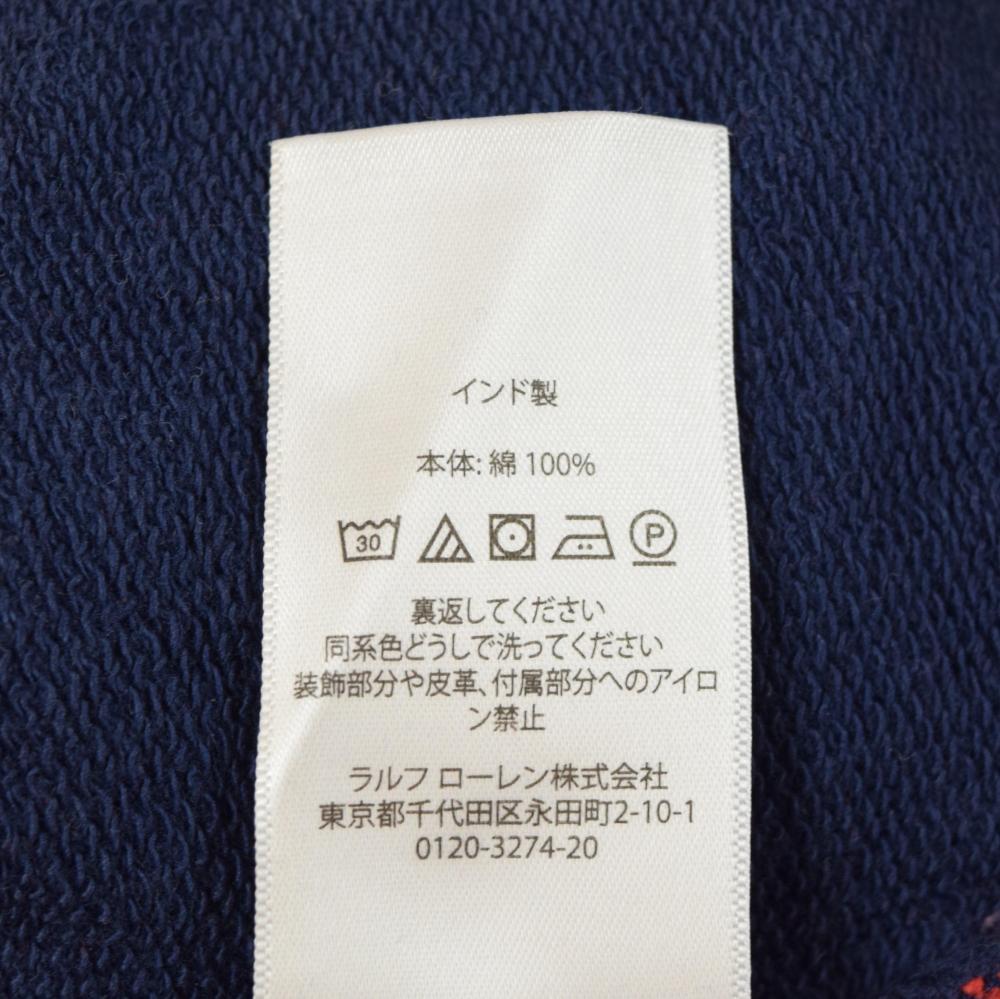 インド製
本体: 綿 100%
30
P
裏返してください
同系色どうしで洗ってください
装飾部分や皮革、付属部分へのアイロ
ン禁止
ラルフ ローレン株式会社
東京都千代田区永田町2-10-1
0120-3274-20